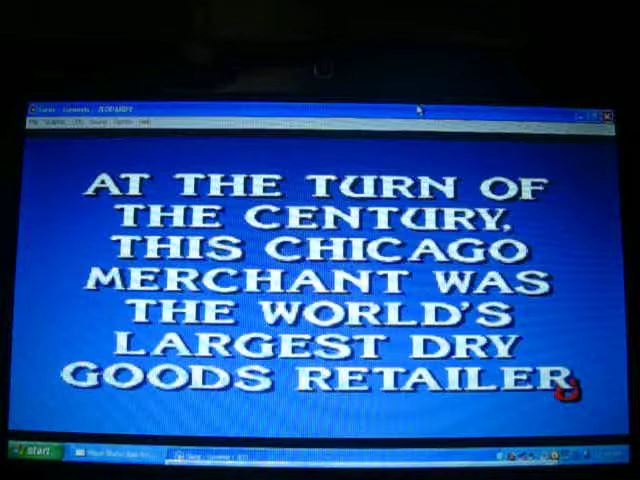 AT THE TURN OF
THE CENTURY,
THIS CHICAGO
MERCHANT WAS
THE WORLD'S
LARGEST DRY
GOODS RETAILER
start